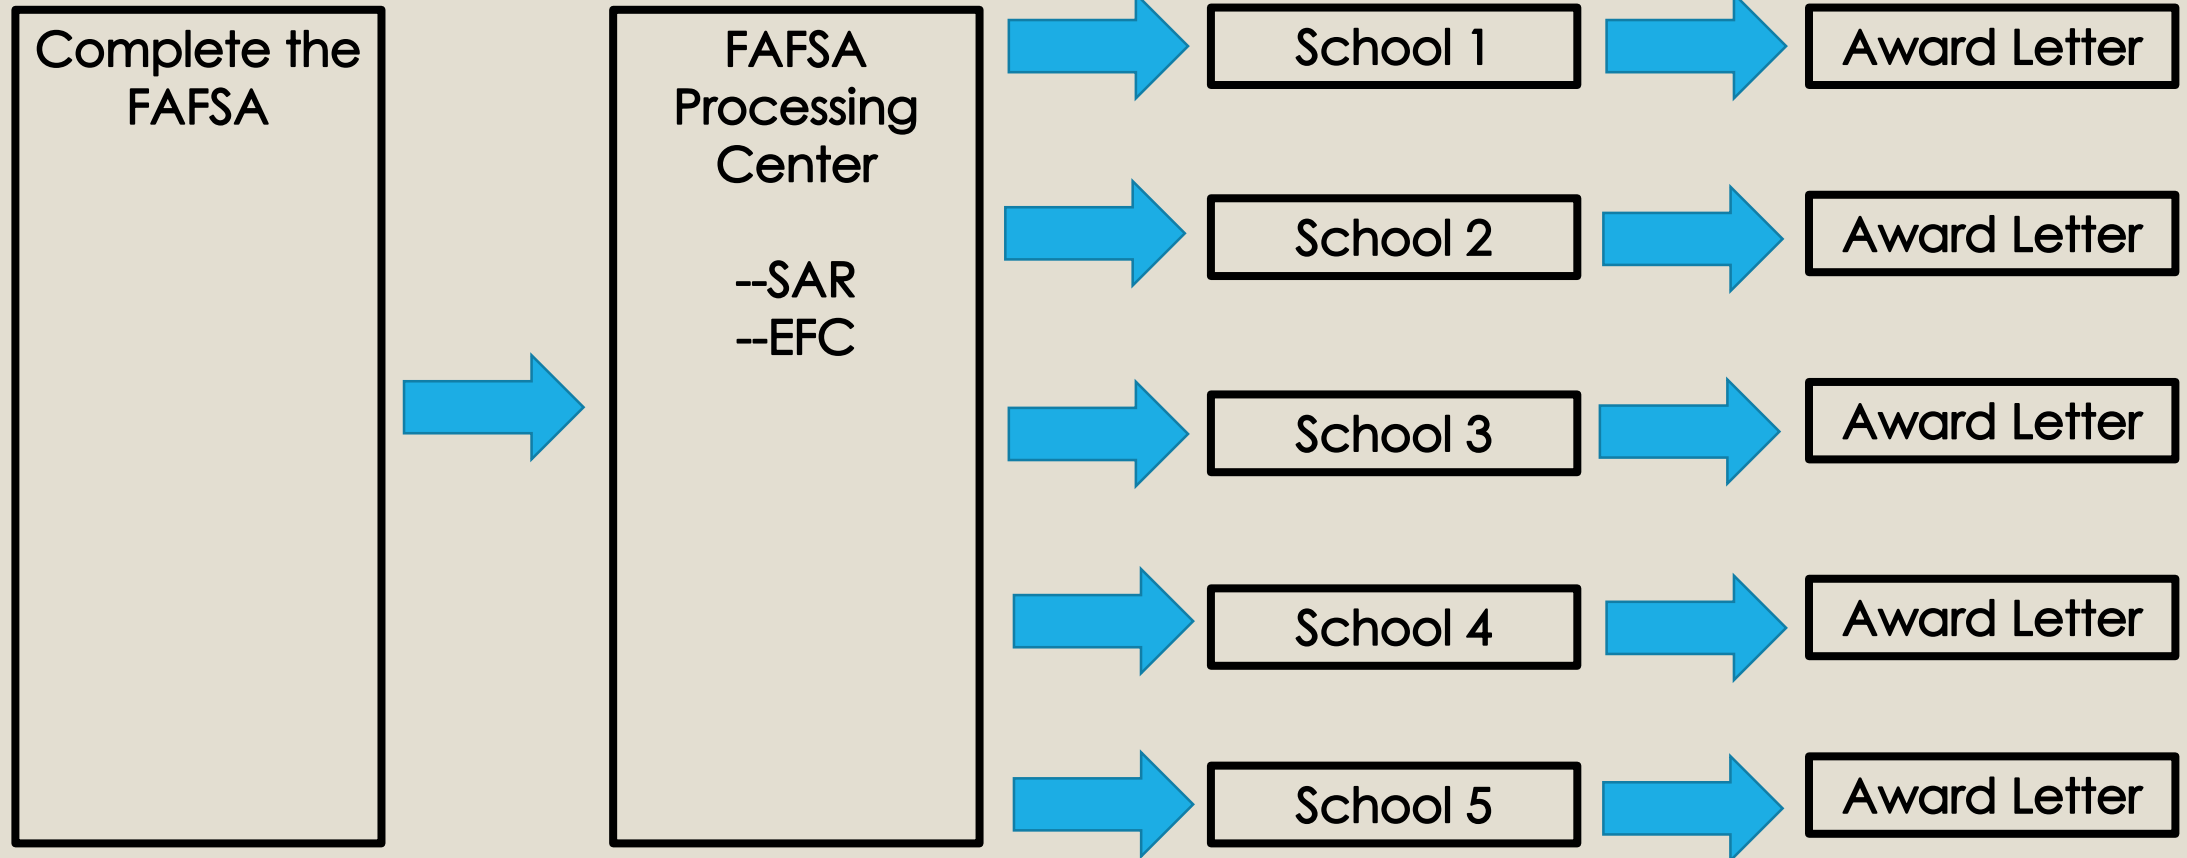 Complete the
FAFSA
FAFSA
Processing
Center
--SAR
--EFC
School 1
Award Letter
School 2
Award Letter
School 3
Award Letter
School 4
Award Letter
School 5
Award Letter